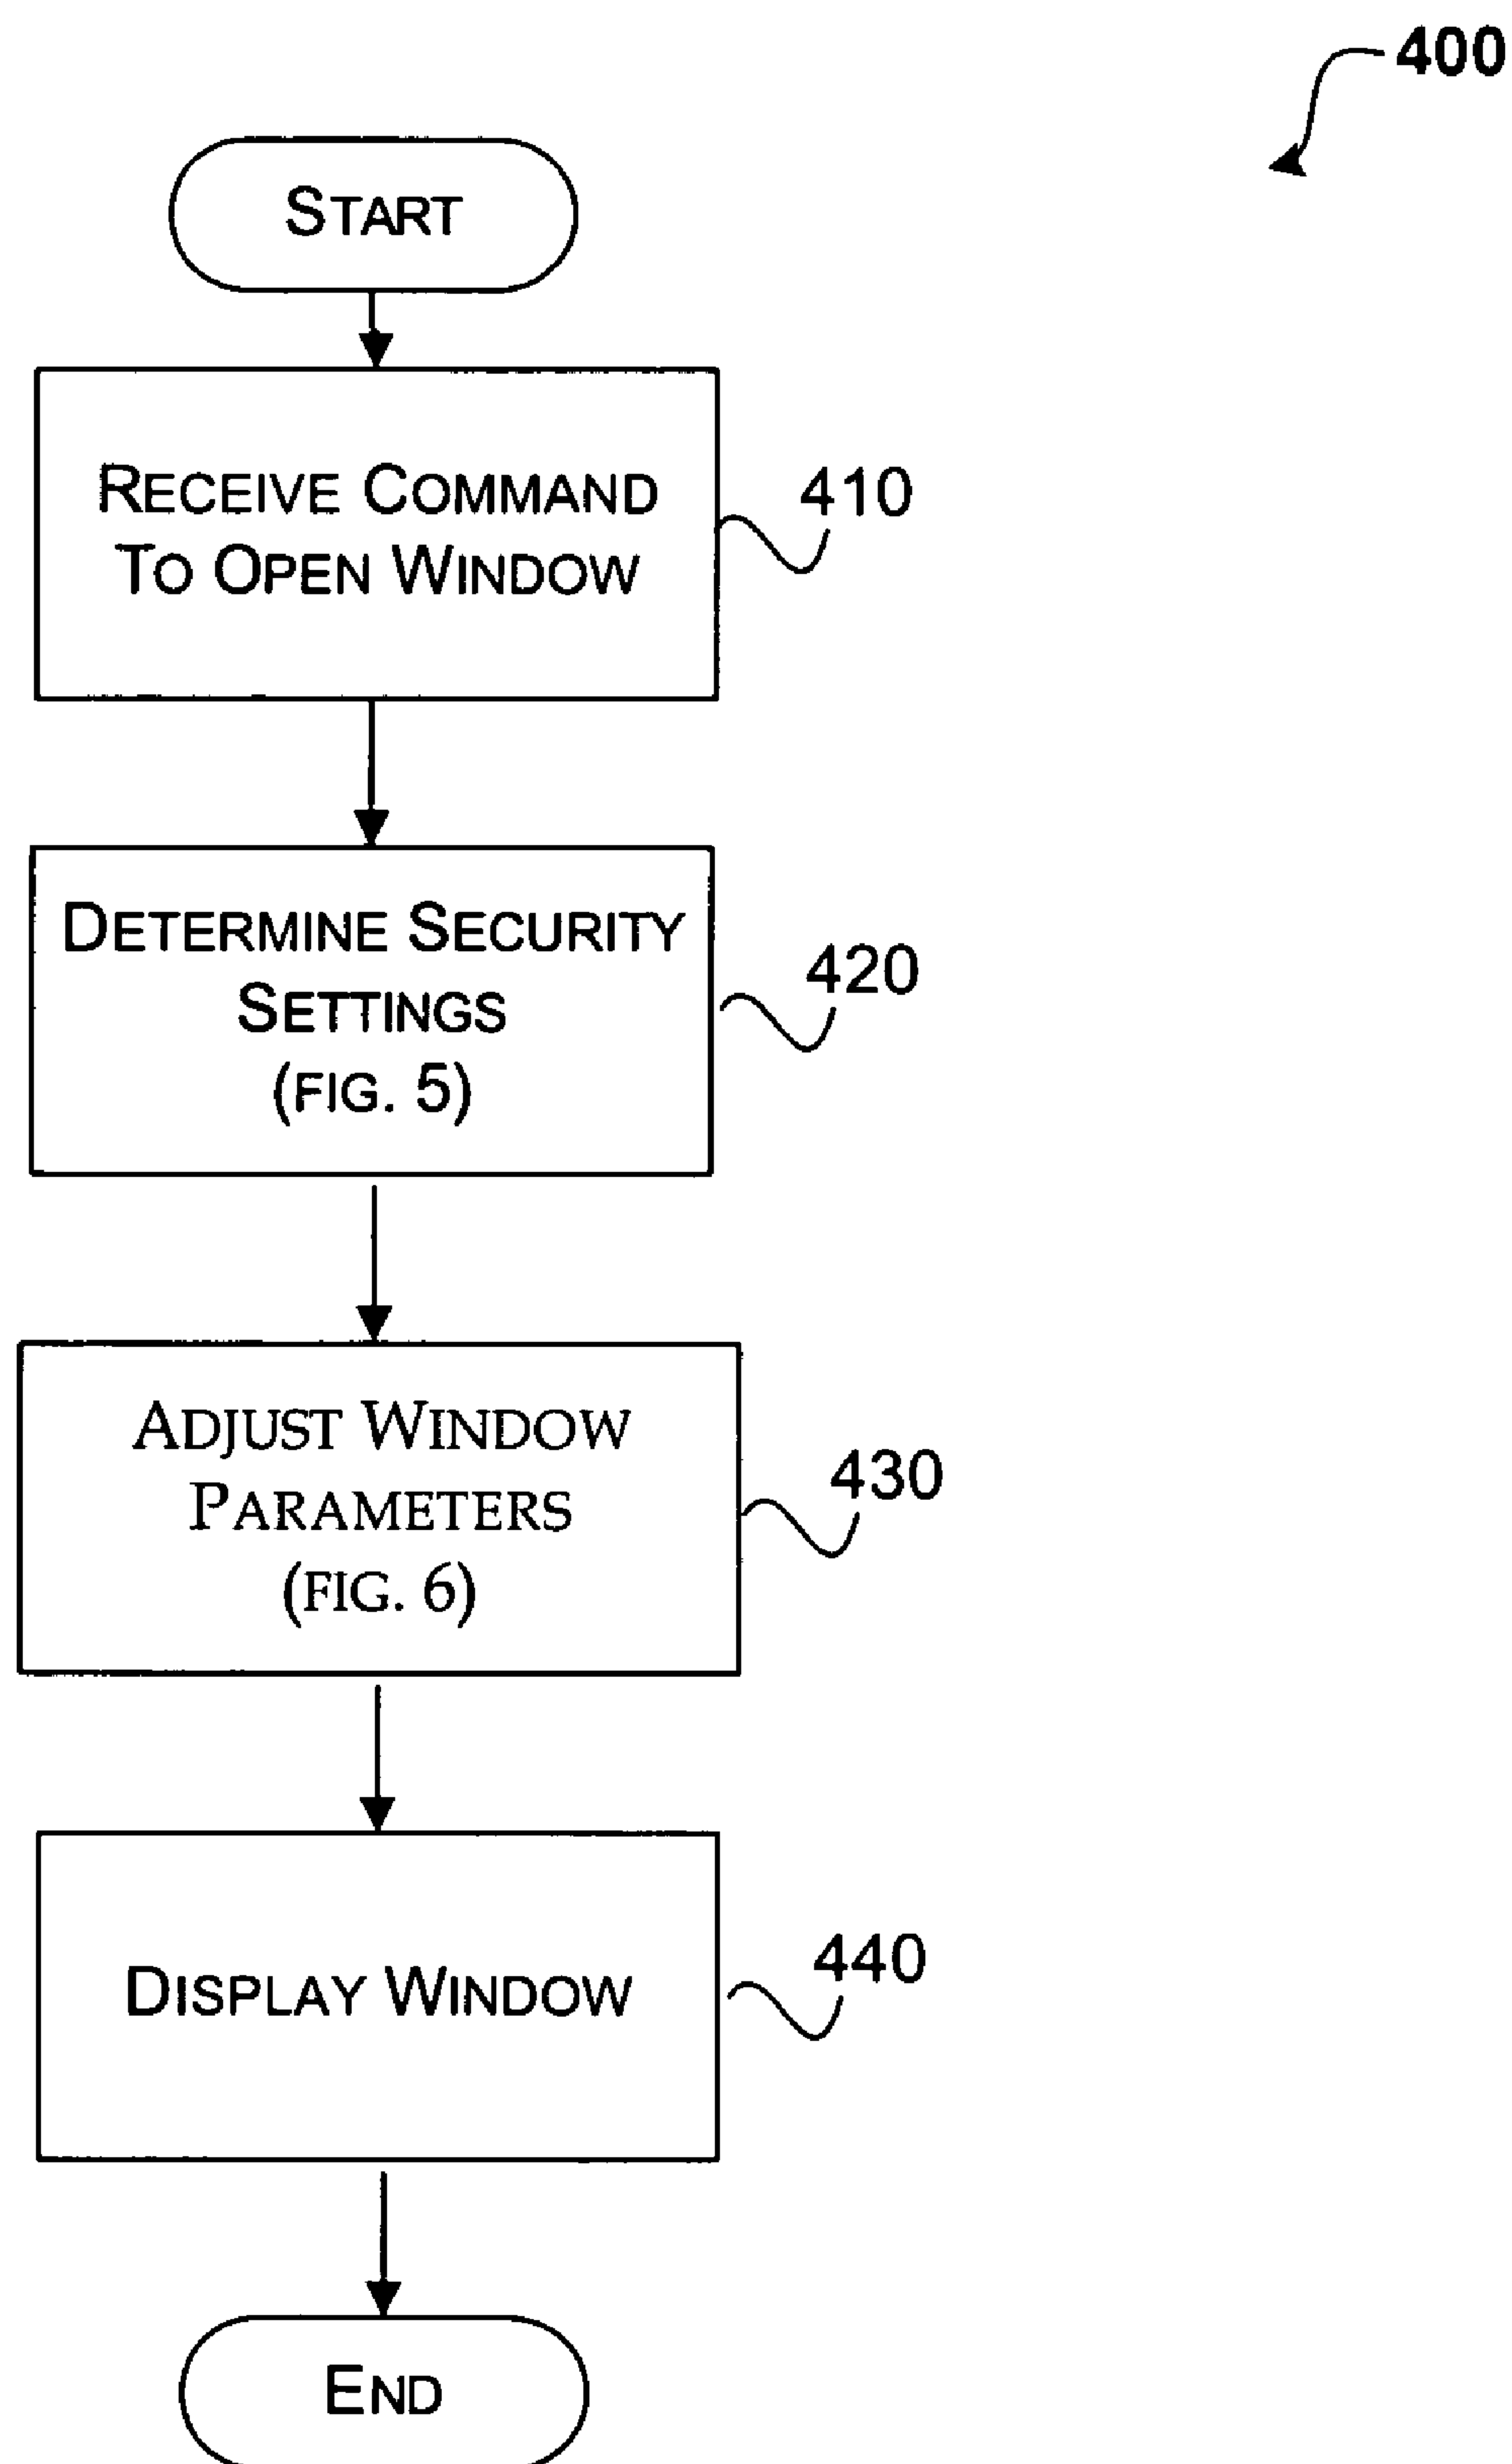 400
START
RECEIVE COMMAND
TO OPEN WINDOW
410
DETERMINE SECURITY
SETTINGS
(FIG. 5)
420
ADJUST WINDOW
PARAMETERS
(FIG. 6)
430
DISPLAY WINDOW
440
END